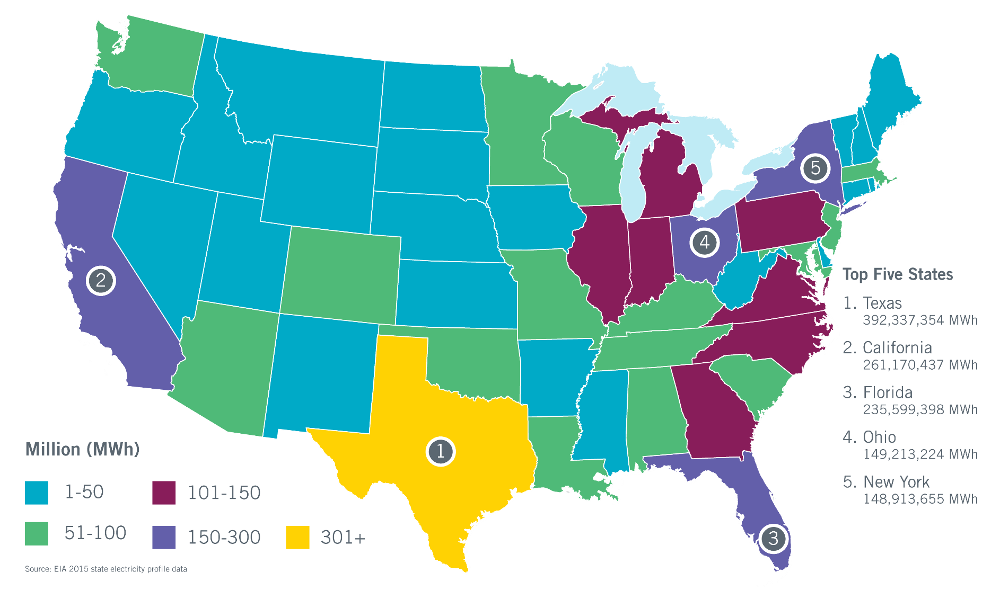 1
2
3
4
5
Top Five States
1. Texas
392,337,354 MWh
2. California
261,170,437 MWh
3. Florida
235,599,398 MWh
4. Ohio
149,213,224 MWh
5. New York
148,913,655 MWh
Million (MWh)
1-50
101-150
51-100
150-300
301+
Source: EIA 2015 state electricity profile data